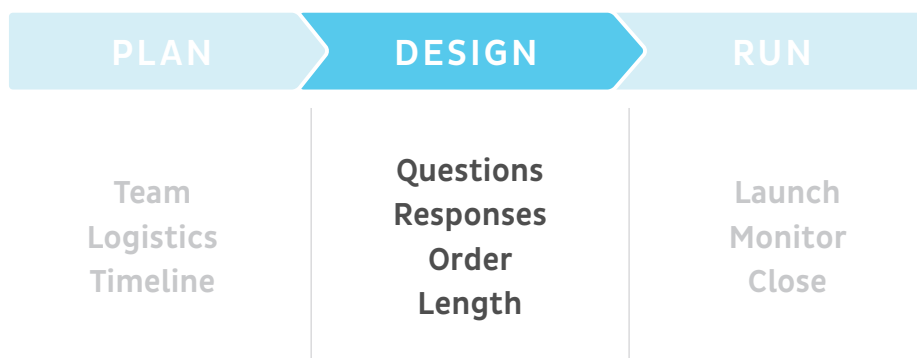 PLAN
DESIGN
RUN
Team
Logistics
Timeline
Questions
Responses
Order
Length
Launch
Monitor
Close